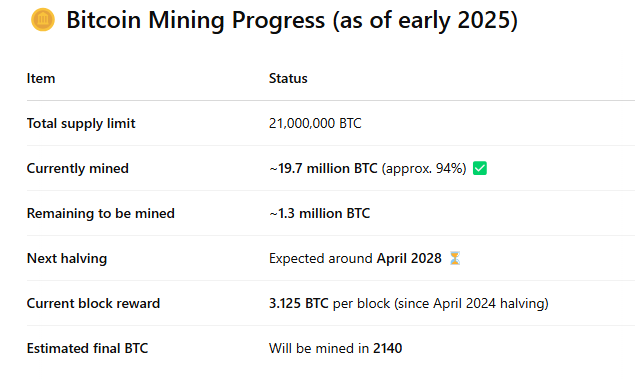 Bitcoin Mining Progress (as of early 2025)
Item Status
Total supply limit 21,000,000 BTC
Currently mined ~19.7 million BTC (approx. 94%) ✅
Remaining to be mined ~1.3 million BTC
Next halving Expected around April 2028 ⏳
Current block reward 3.125 BTC per block (since April 2024 halving)
Estimated final BTC Will be mined in 2140